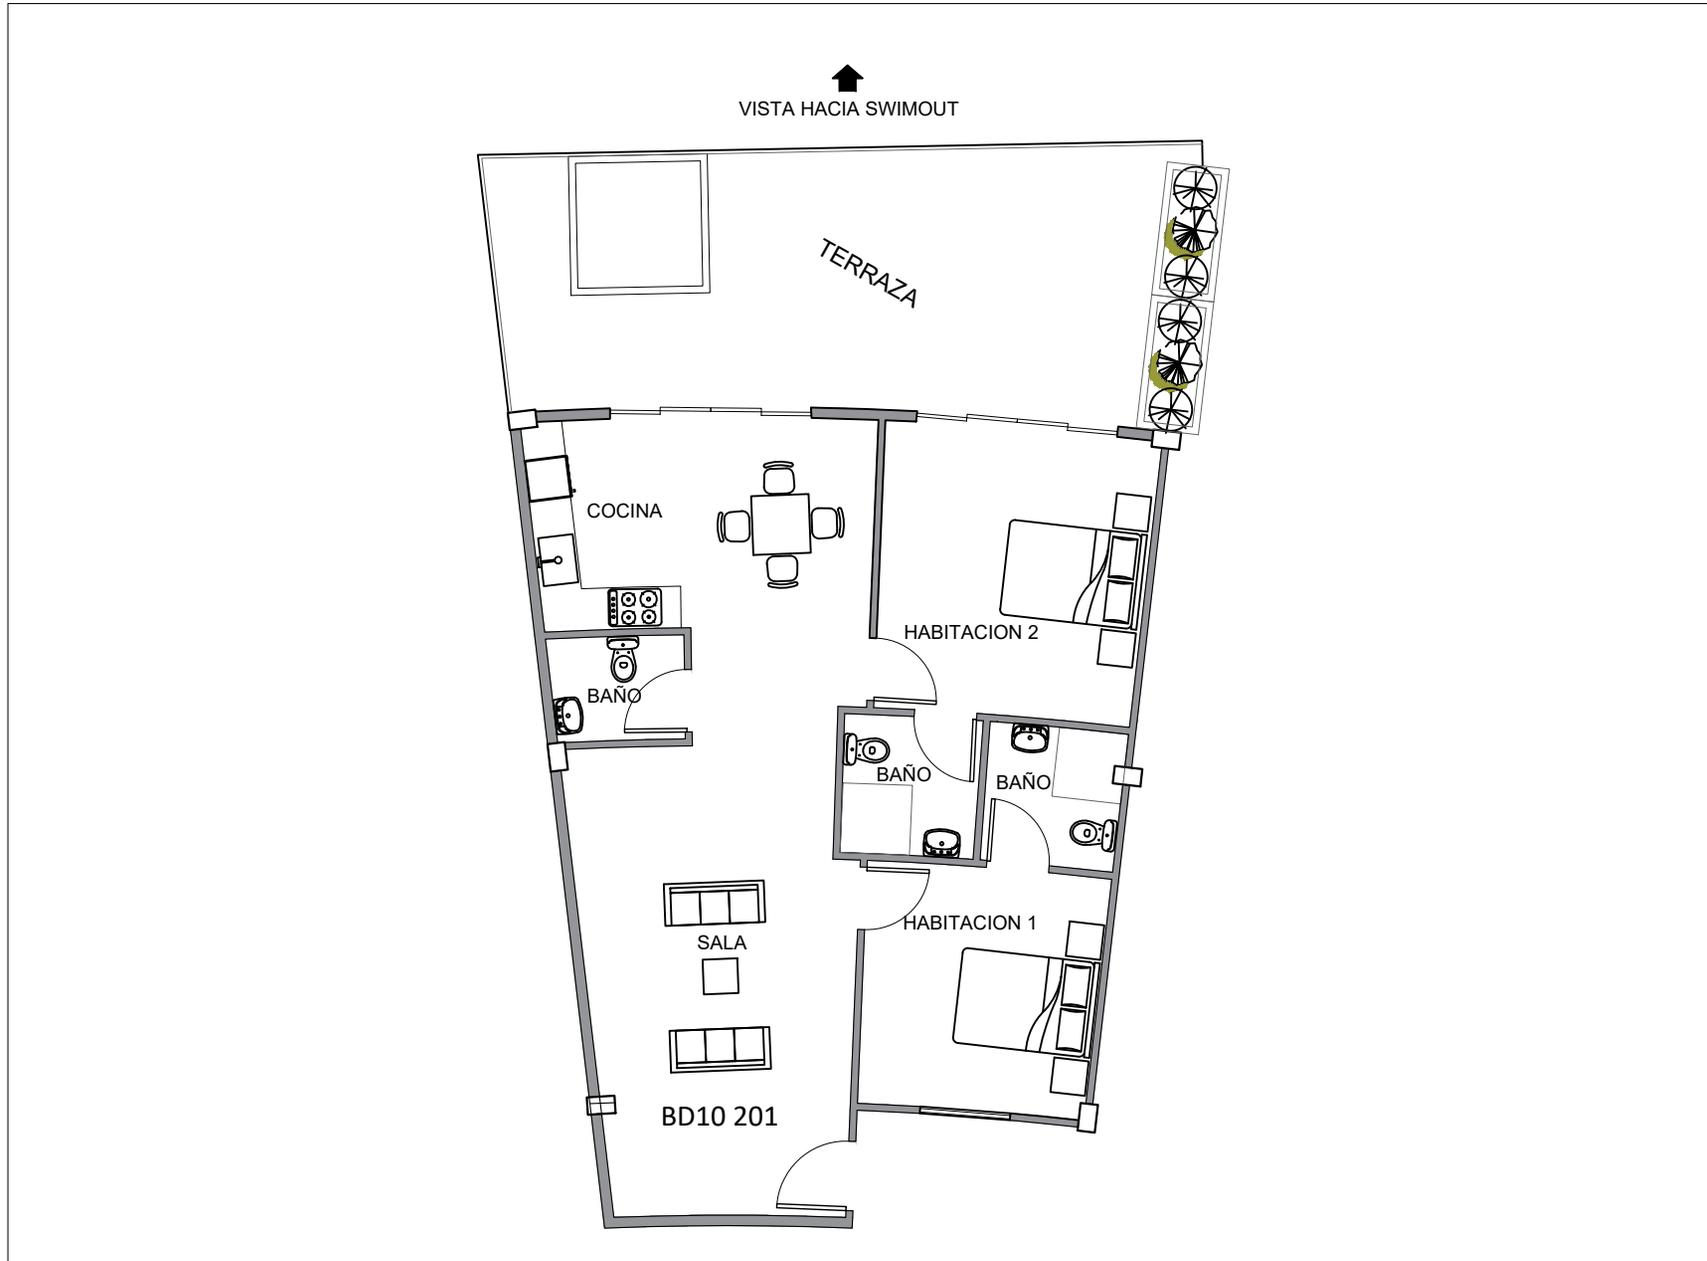 VISTA HACIA SWIMOUT
TERRAZA
COCINA
HABITACION 2
BAÑO
BAÑO
BAÑO
HABITACION 1
SALA
BD10 201